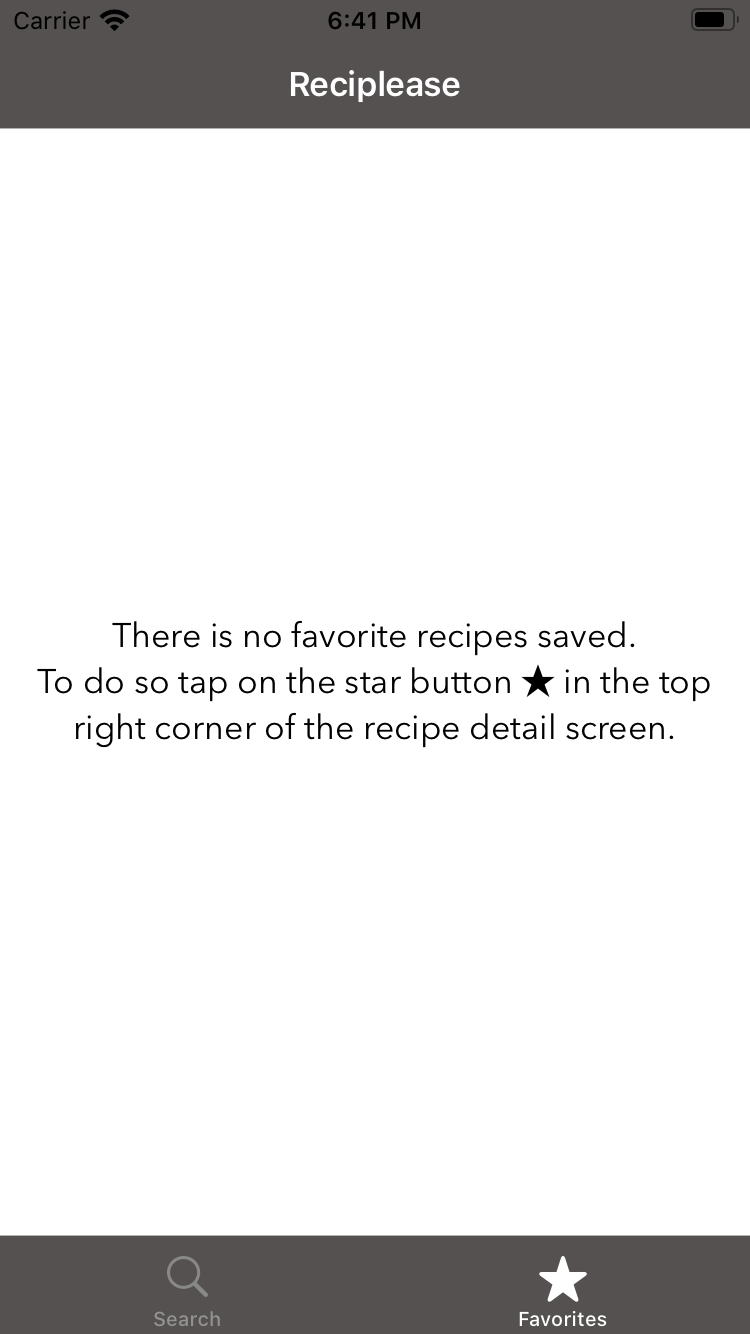 Carrier 6:41 PM
Reciplease
There is no favorite recipes saved.
To do so tap on the star button ★ in the top
right corner of the recipe detail screen.
Search Favorites